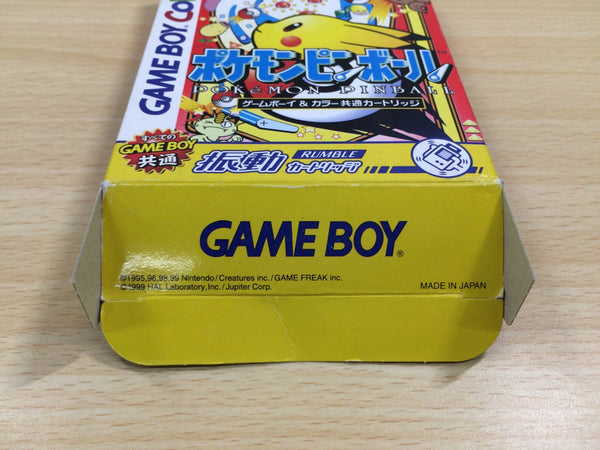 GAME BOY CO
ポケモンピンボール
POKéMON PINBALL
ゲームボーイ & カラー共通カートリッジ
すべての
GAME BOY
共通
振動 RUMBLE
カートリッジ
GAME BOY®
©1995,96,98,99 Nintendo/Creatures inc./GAME FREAK inc.
©1999 HAL Laboratory,Inc./Jupiter Corp.
MADE IN JAPAN